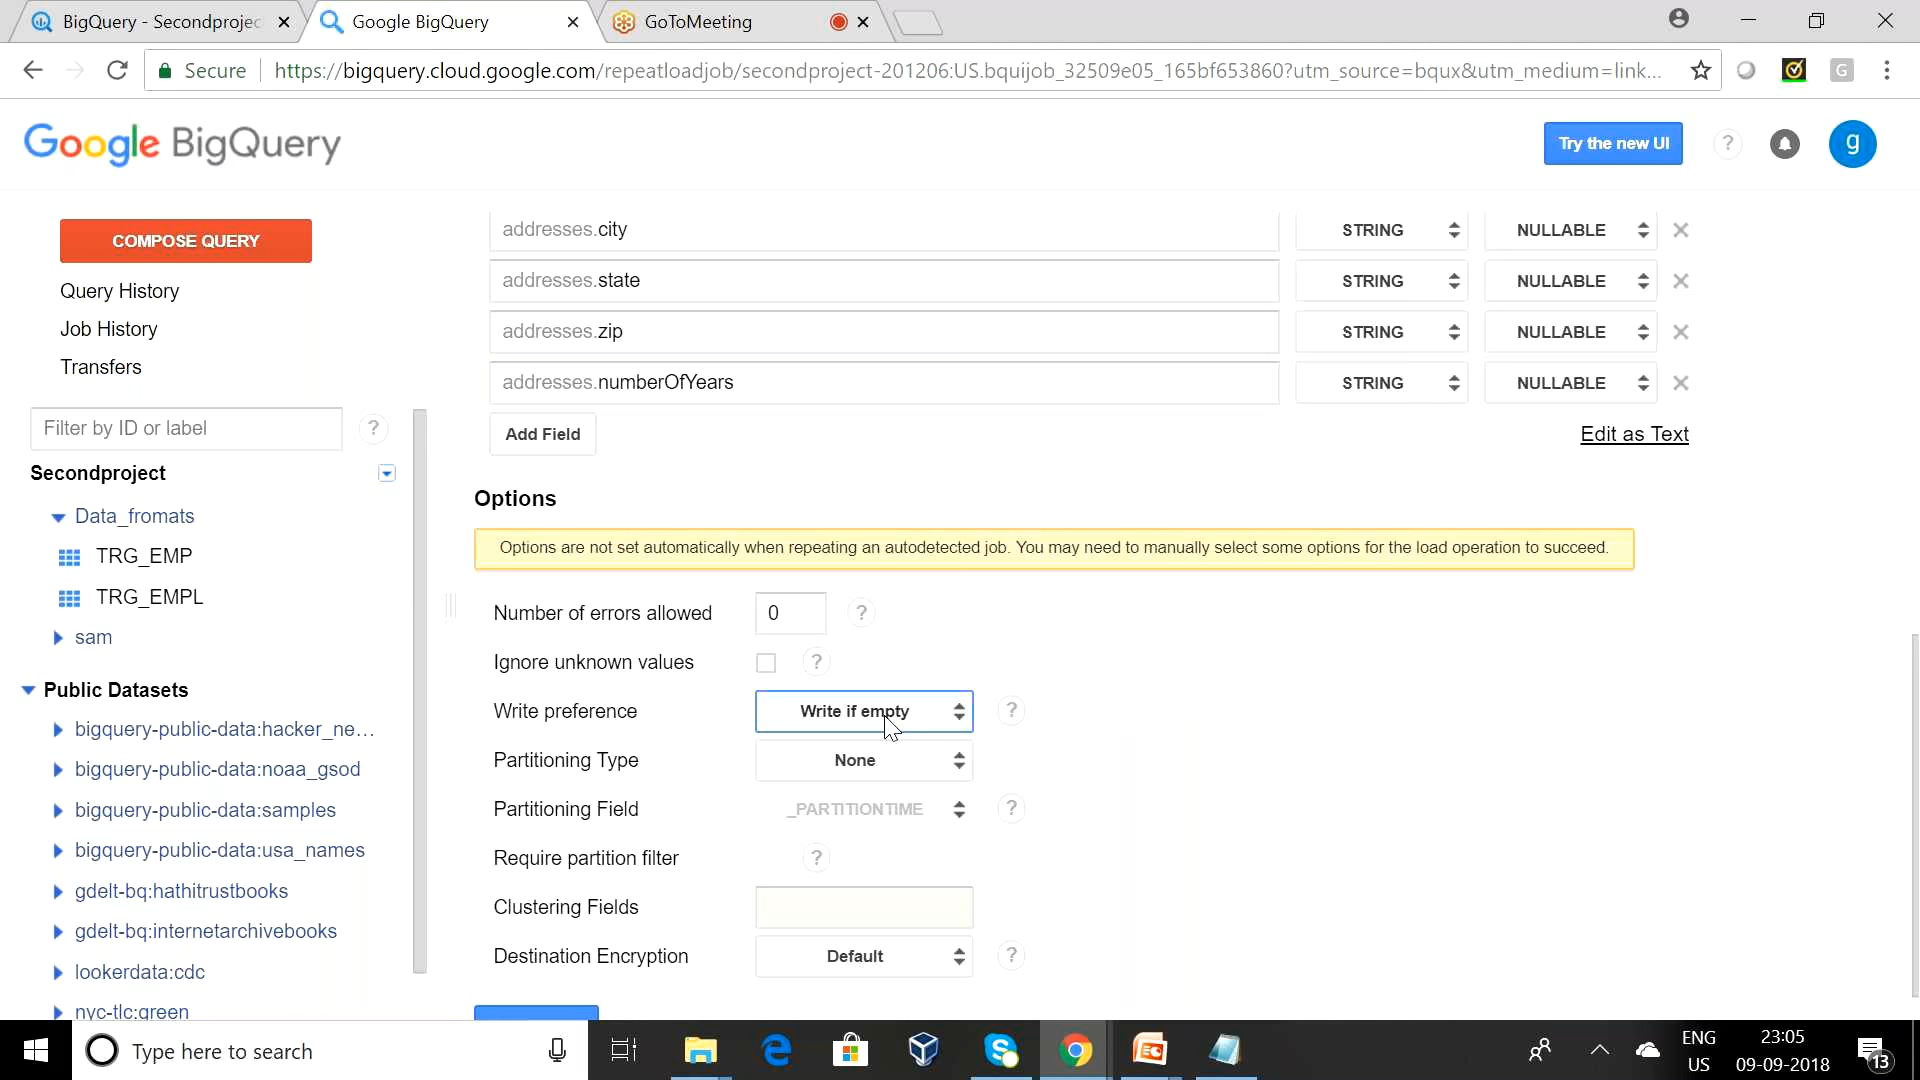 BigQuery - Secondprojec
Google BigQuery
GoToMeeting
Secure
https://bigquery.cloud.google.com/repeatloadjob/secondproject-201206:US.bquijob_32509e05_165bf653860?utm_source=bqux&utm_medium=link...
G
Google BigQuery
Try the new UI
?
g
COMPOSE QUERY
Query History
Job History
Transfers
Filter by ID or label
?
Secondproject
Data_fromats
TRG_EMP
TRG_EMPL
sam
Public Datasets
bigquery-public-data:hacker_ne...
bigquery-public-data:noaa_gsod
bigquery-public-data:samples
bigquery-public-data:usa_names
gdelt-bq:hathitrustbooks
gdelt-bq:internetarchivebooks
lookerdata:cdc
nyc-tlc:green
addresses.city STRING NULLABLE
addresses.state STRING NULLABLE
addresses.zip STRING NULLABLE
addresses.numberOfYears STRING NULLABLE
Add Field
Edit as Text
Options
Options are not set automatically when repeating an autodetected job. You may need to manually select some options for the load operation to succeed.
Number of errors allowed 0 ?
Ignore unknown values ?
Write preference Write if empty ?
Partitioning Type None
Partitioning Field _PARTITIONTIME ?
Require partition filter ?
Clustering Fields
Destination Encryption Default ?
Type here to search
ENG
US
23:05
09-09-2018
13